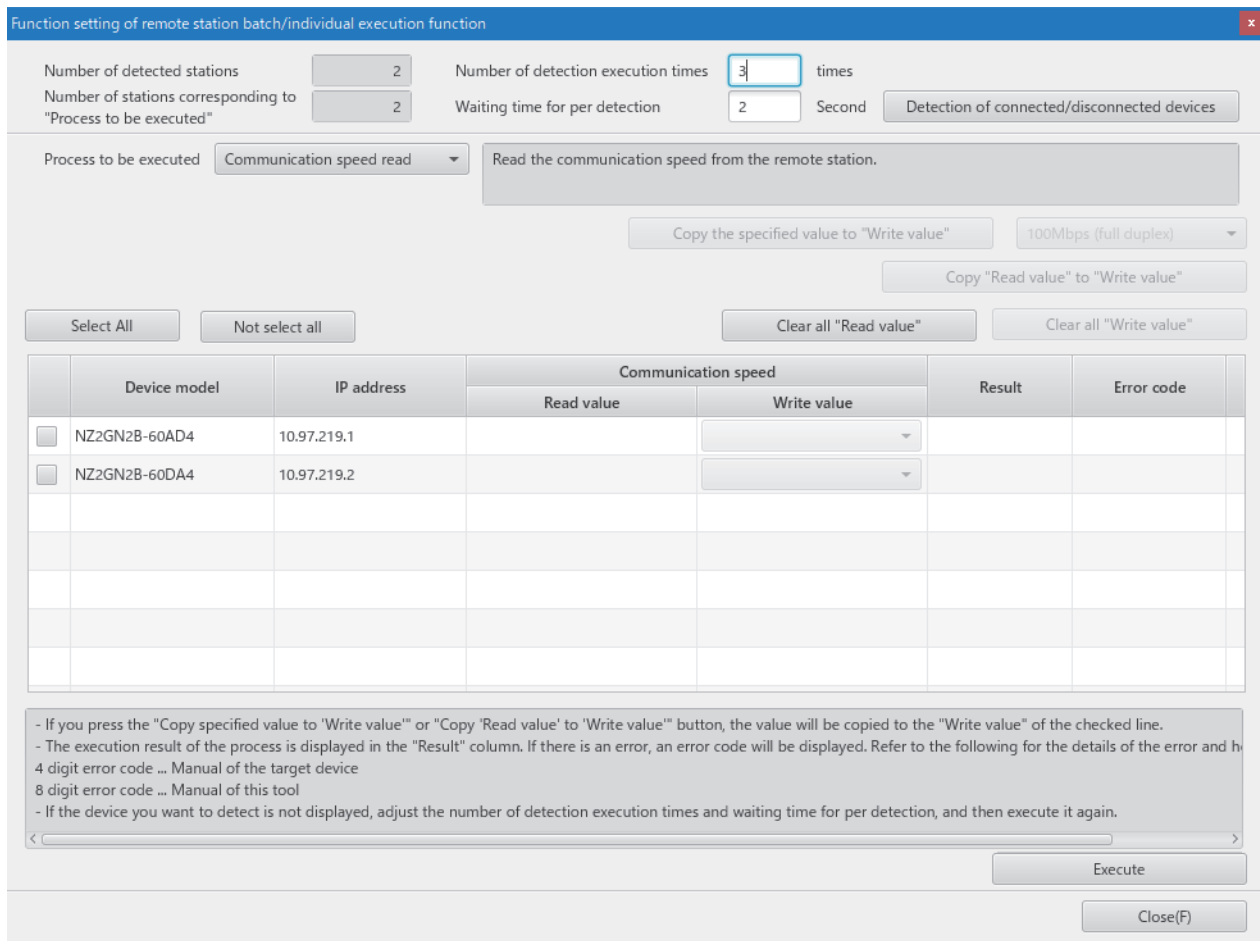 Function setting of remote station batch/individual execution function
x
Number of detected stations 2 Number of detection execution times 3 times
Number of stations corresponding to "Process to be executed" 2 Waiting time for per detection 2 Second Detection of connected/disconnected devices
Process to be executed Communication speed read Read the communication speed from the remote station.
Copy the specified value to "Write value" 100Mbps (full duplex)
Copy "Read value" to "Write value"
Select All Not select all Clear all "Read value" Clear all "Write value"
Device model IP address Communication speed Result Error code
Read value Write value
NZ2GN2B-60AD4 10.97.219.1
NZ2GN2B-60DA4 10.97.219.2
- If you press the "Copy specified value to 'Write value'" or "Copy 'Read value' to 'Write value'" button, the value will be copied to the "Write value" of the checked line.
- The execution result of the process is displayed in the "Result" column. If there is an error, an error code will be displayed. Refer to the following for the details of the error and
4 digit error code ... Manual of the target device
8 digit error code ... Manual of this tool
- If the device you want to detect is not displayed, adjust the number of detection execution times and waiting time for per detection, and then execute it again.
Execute
Close(F)